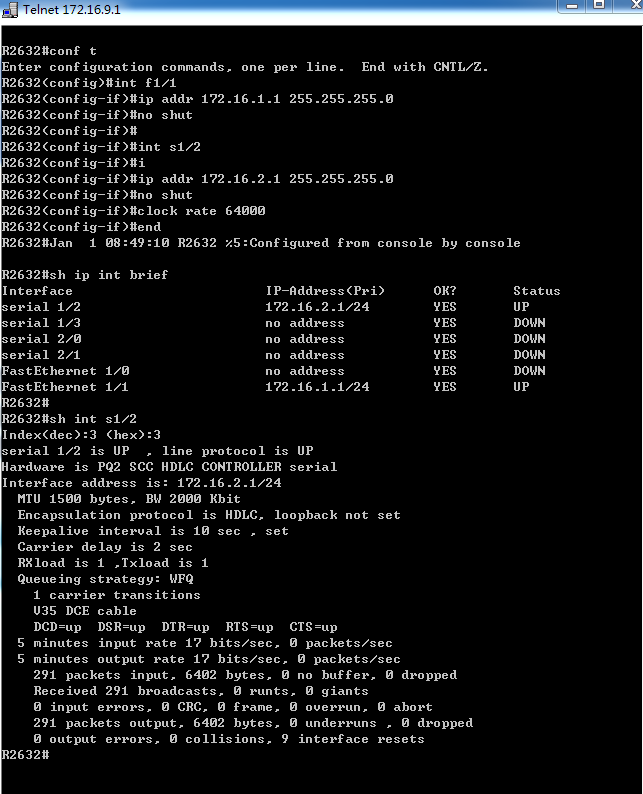 Telnet 172.16.9.1
R2632#conf t
Enter configuration commands, one per line.  End with CNTL/Z.
R2632(config)#int f1/1
R2632(config-if)#ip addr 172.16.1.1 255.255.255.0
R2632(config-if)#no shut
R2632(config-if)#
R2632(config-if)#int s1/2
R2632(config-if)#i
R2632(config-if)#ip addr 172.16.2.1 255.255.255.0
R2632(config-if)#no shut
R2632(config-if)#clock rate 64000
R2632(config-if)#end
R2632#Jan  1 08:49:10 R2632 %5:Configured from console by console
R2632#sh ip int brief
Interface                        IP-Address(Pri)      OK?       Status
serial 1/2                       172.16.2.1/24        YES       UP
serial 1/3                       no address           YES       DOWN
serial 2/0                       no address           YES       DOWN
serial 2/1                       no address           YES       DOWN
FastEthernet 1/0                 no address           YES       DOWN
FastEthernet 1/1                 172.16.1.1/24        YES       UP
R2632#
R2632#sh int s1/2
Index(dec):3 (hex):3
serial 1/2 is UP  , line protocol is UP
Hardware is PQ2 SCC HDLC CONTROLLER serial
Interface address is: 172.16.2.1/24
  MTU 1500 bytes, BW 2000 Kbit
  Encapsulation protocol is HDLC, loopback not set
  Keepalive interval is 10 sec , set
  Carrier delay is 2 sec
  RXload is 1 ,Txload is 1
  Queueing strategy: WFQ
    1 carrier transitions
    V35 DCE cable
    DCD=up  DSR=up  DTR=up  RTS=up  CTS=up
  5 minutes input rate 17 bits/sec, 0 packets/sec
  5 minutes output rate 17 bits/sec, 0 packets/sec
    291 packets input, 6402 bytes, 0 no buffer, 0 dropped
    Received 291 broadcasts, 0 runts, 0 giants
    0 input errors, 0 CRC, 0 frame, 0 overrun, 0 abort
    291 packets output, 6402 bytes, 0 underruns , 0 dropped
    0 output errors, 0 collisions, 9 interface resets
R2632#